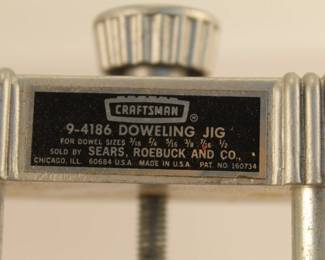 CRAFTSMAN ®
9-4186 DOWELING JIG
FOR DOWEL SIZES 3/16 1/4 5/16 3/8 7/16 1/2
SOLD BY SEARS, ROEBUCK AND CO.,
CHICAGO, ILL. 60684 U.S.A. MADE IN U.S.A. PAT. NO. 160734